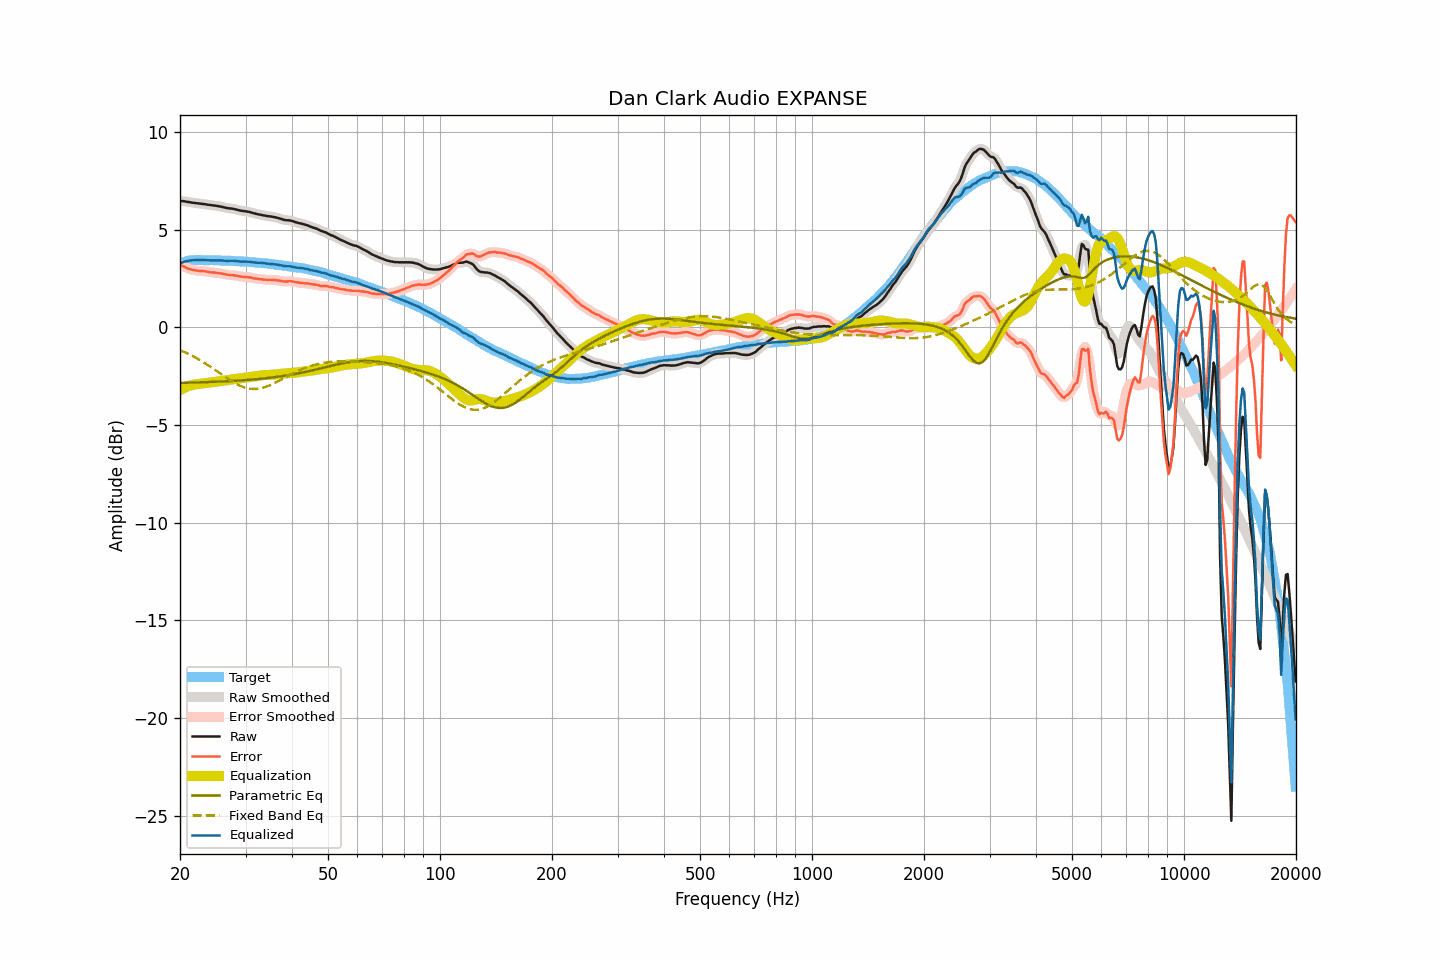 Dan Clark Audio EXPANSE
10
5
0
−5
−10
−15
−20
−25
Amplitude (dBr)
Target
Raw Smoothed
Error Smoothed
Raw
Error
Equalization
Parametric Eq
Fixed Band Eq
Equalized
20 50 100 200 500 1000 2000 5000 10000 20000
Frequency (Hz)